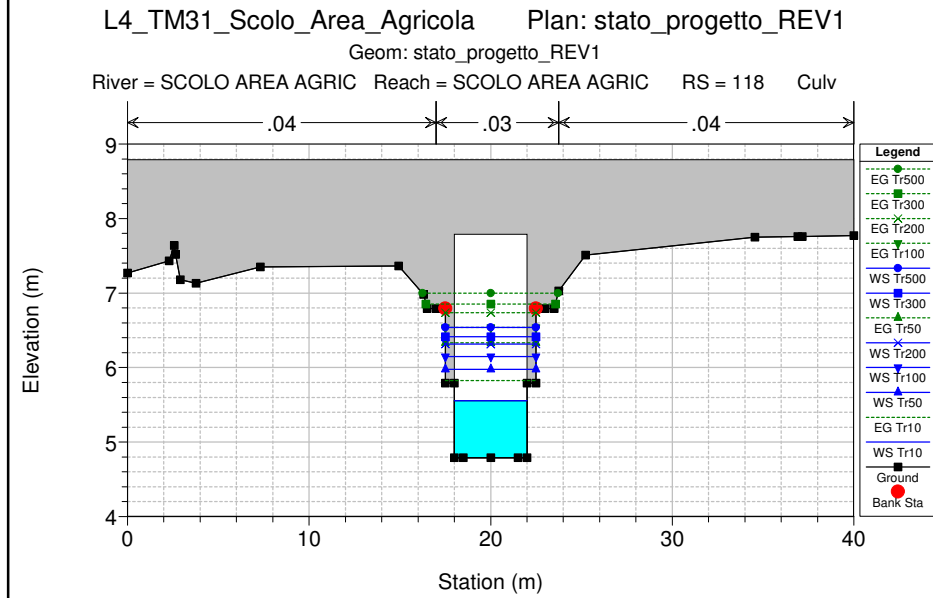 L4_TM31_Scolo_Area_Agricola Plan: stato_progetto_REV1
Geom: stato_progetto_REV1
River = SCOLO AREA AGRIC Reach = SCOLO AREA AGRIC RS = 118 Culv
.04 .03 .04
9
8
7
6
5
4
Elevation (m)
0 10 20 30 40
Station (m)
Legend
EG Tr500
EG Tr300
EG Tr200
EG Tr100
WS Tr500
WS Tr300
EG Tr50
WS Tr200
WS Tr100
WS Tr50
EG Tr10
WS Tr10
Ground
Bank Sta